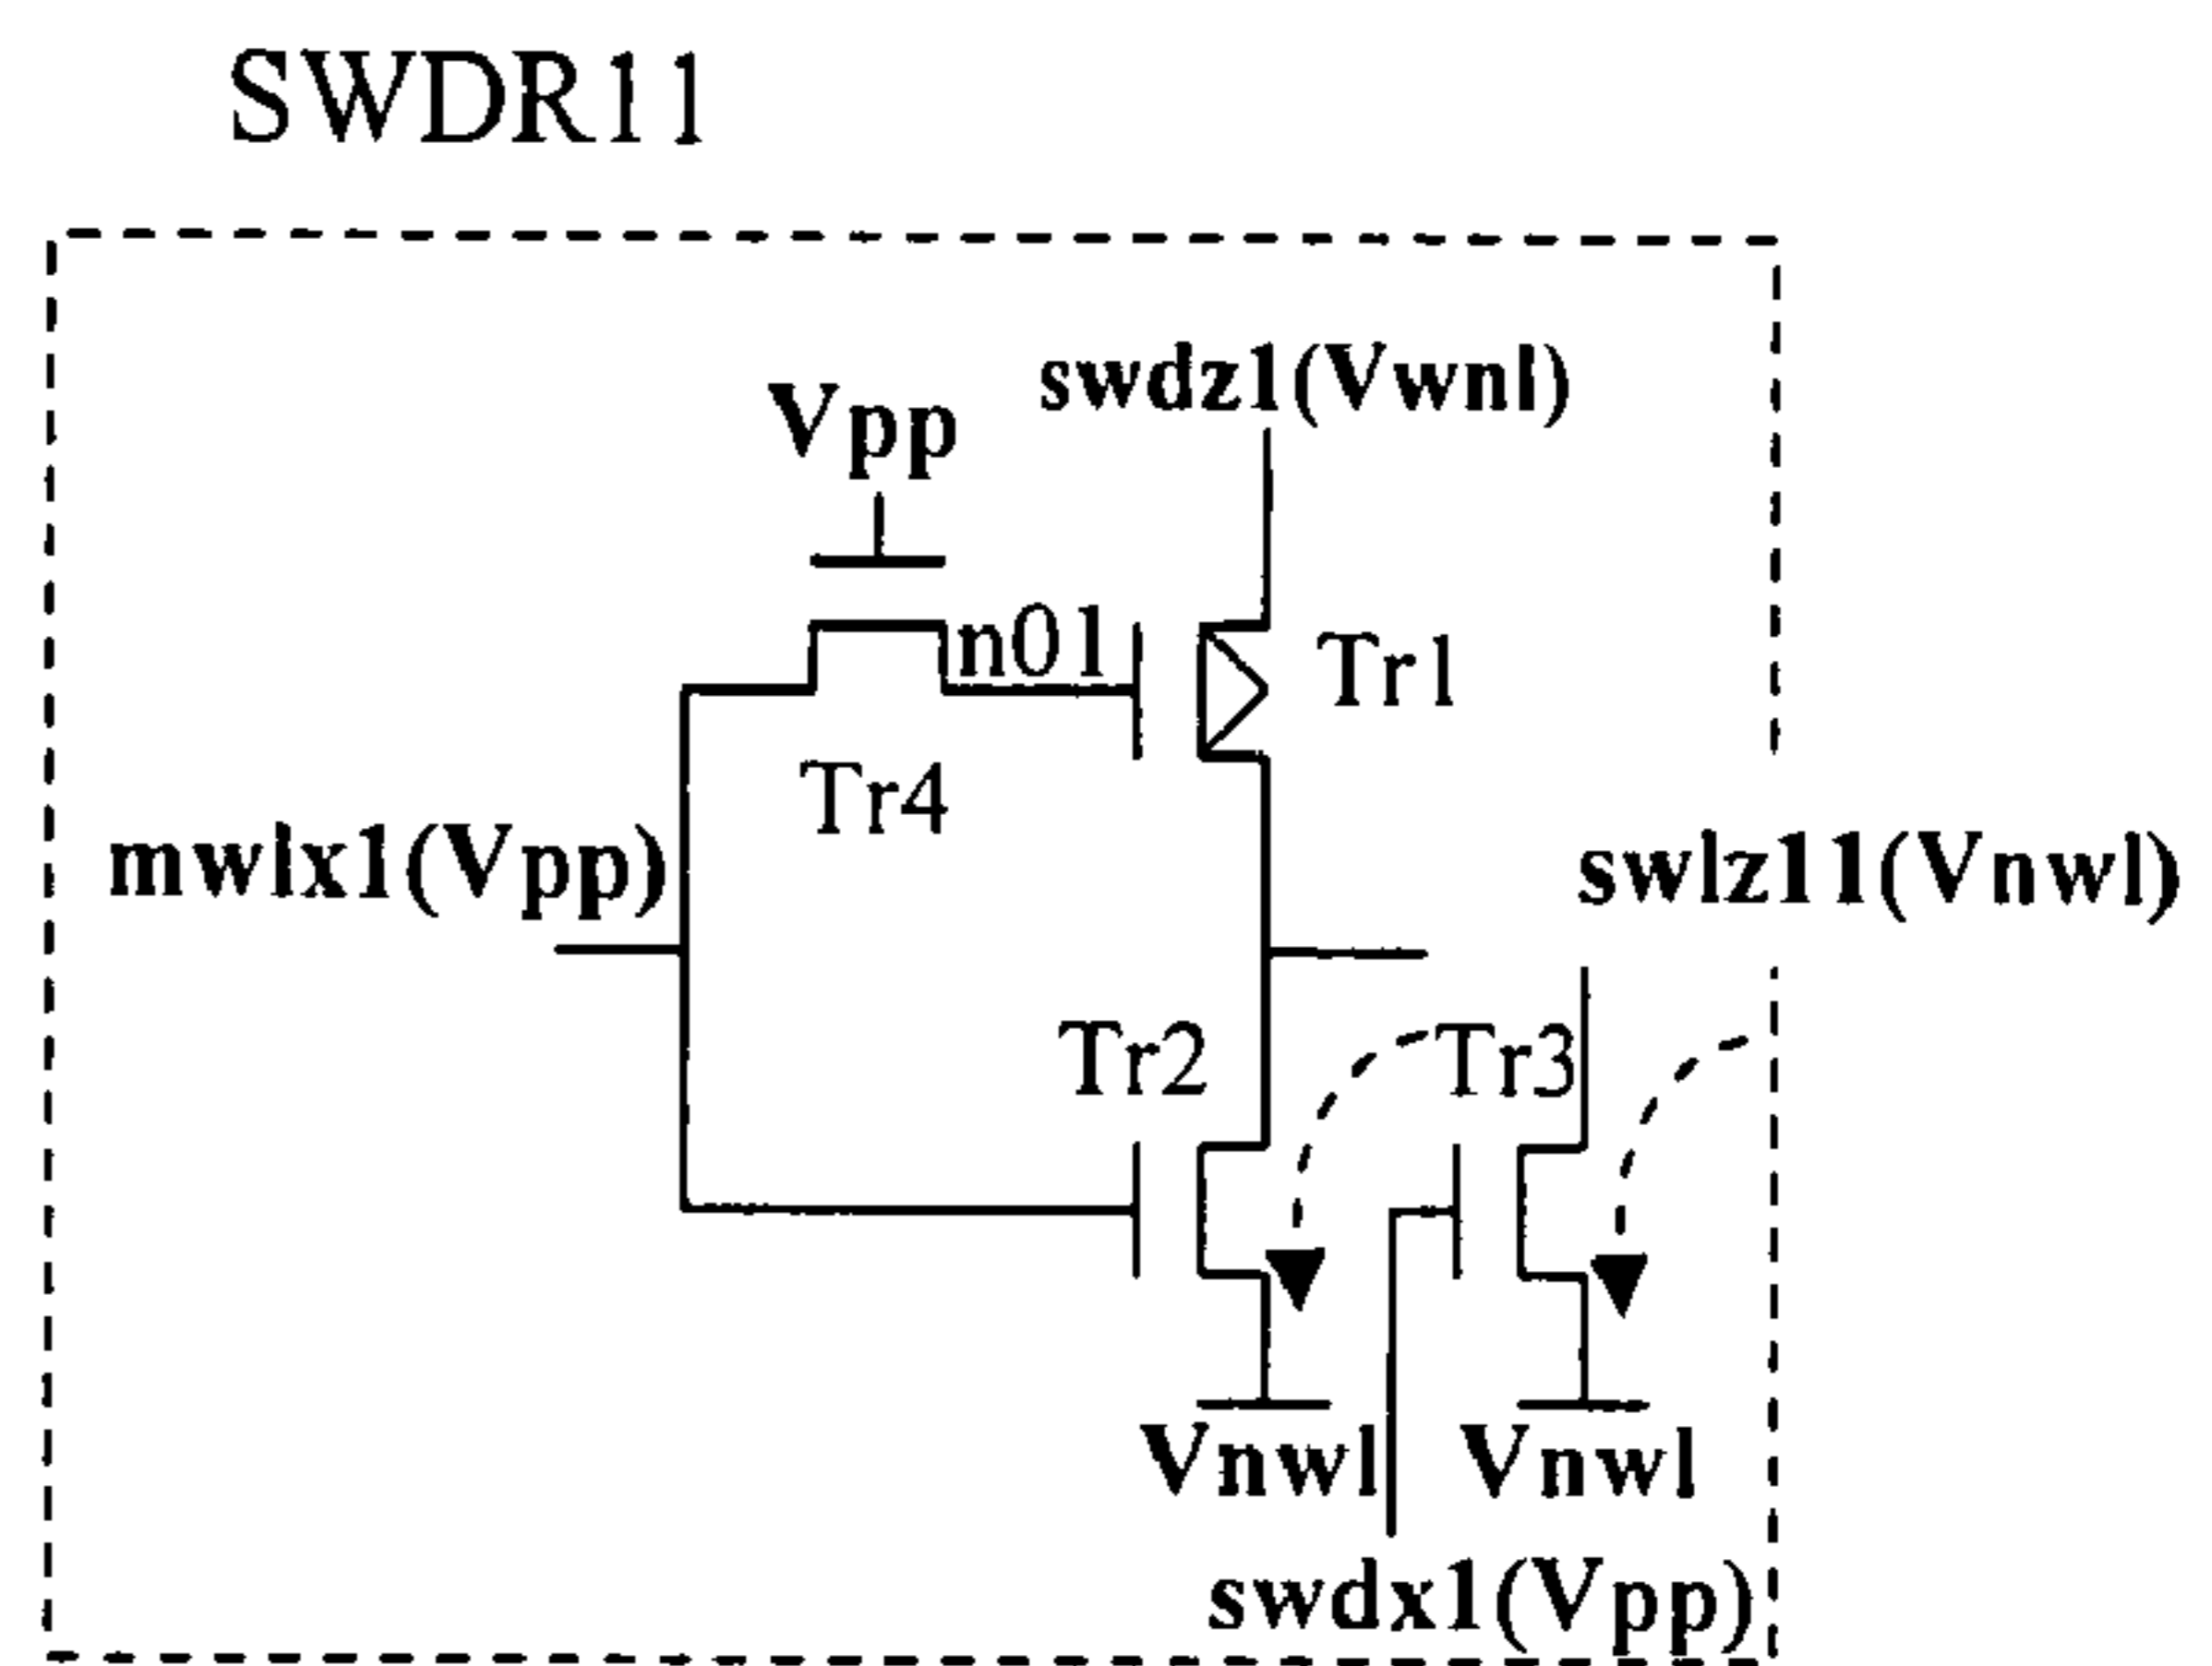 SWDR11
swdz1(Vwnl)
Vpp
n01
Tr1
Tr4
mwlx1(Vpp)
swlz11(Vnwl)
Tr2
Tr3
Vnwl
Vnwl
swdx1(Vpp)